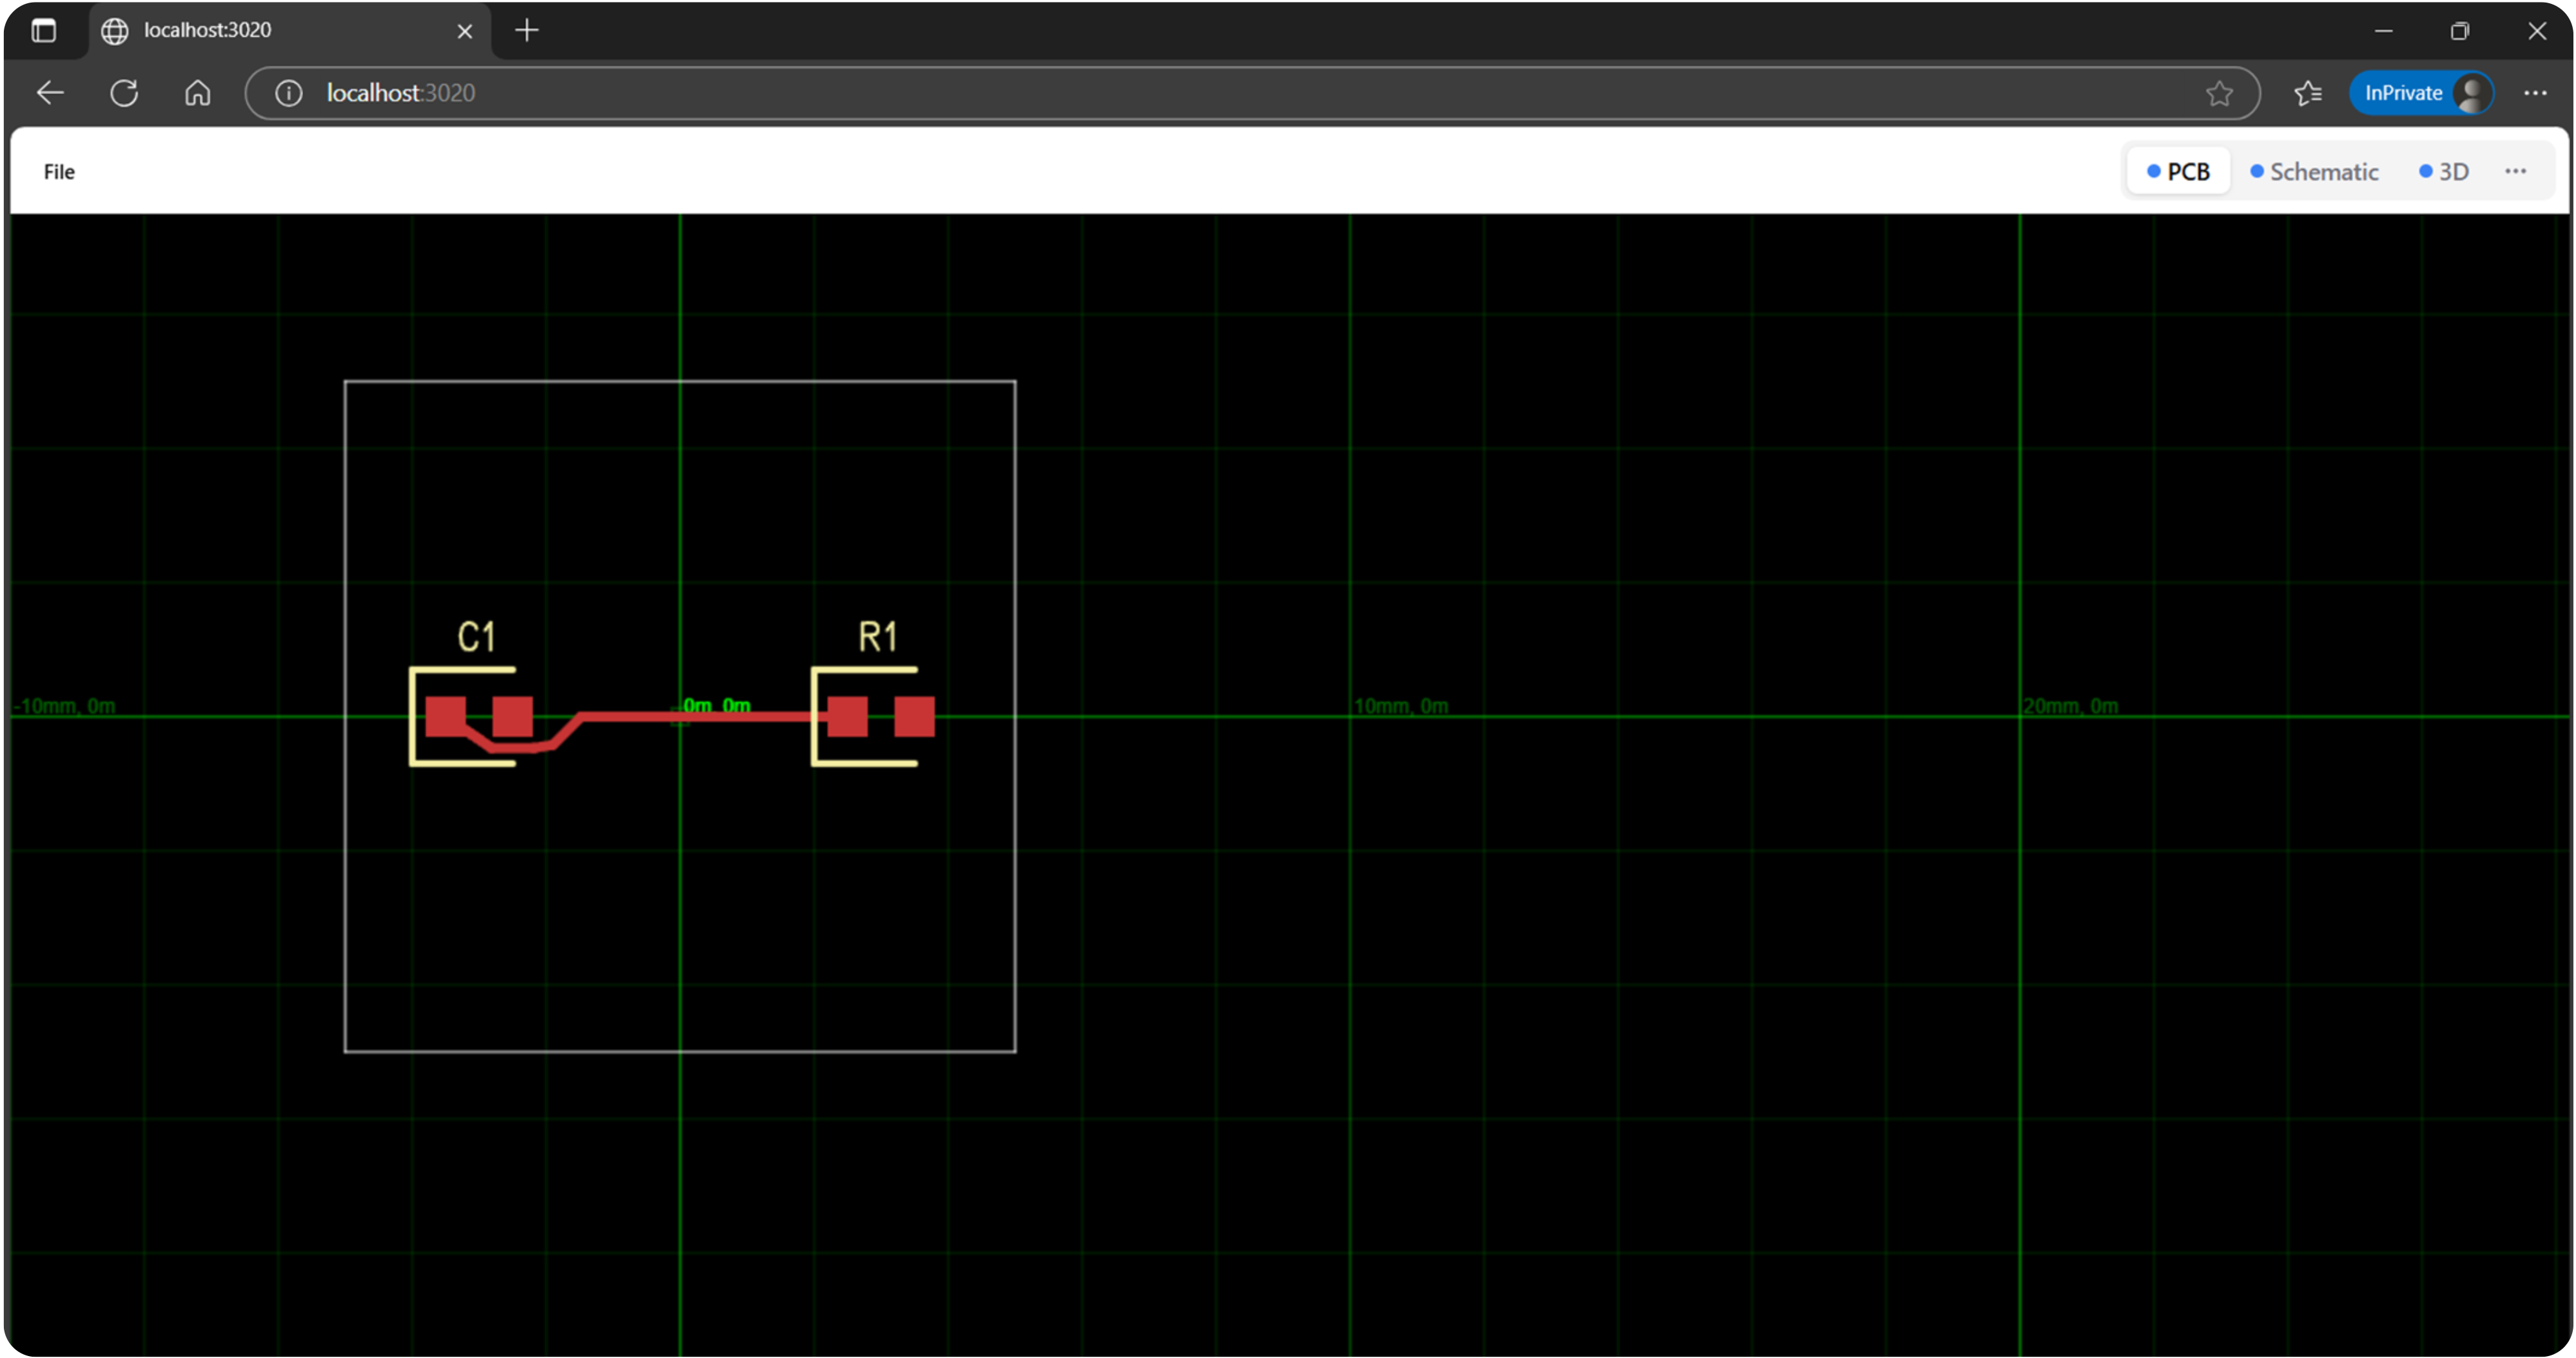 localhost:3020
localhost:3020
InPrivate
File
PCB
Schematic
3D
C1
R1
-10mm, 0m
0m, 0m
10mm, 0m
20mm, 0m